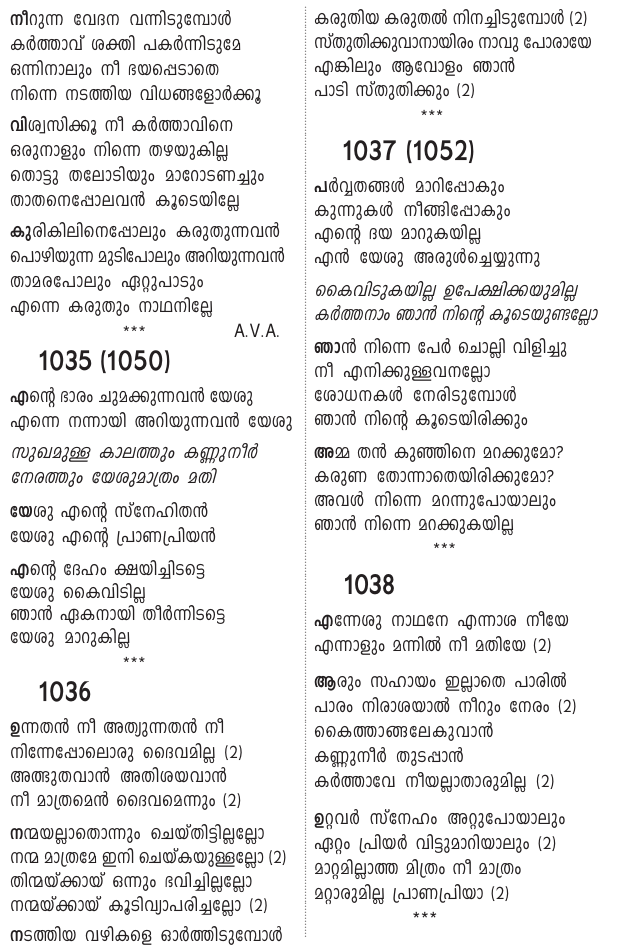 നീറുന്ന വേദന വന്നിടുമ്പോൾ
കർത്താവ് ശക്തി പകർന്നിടുമേ
ഒന്നിനാലും നീ ഭയപ്പെടാതെ
നിന്നെ നടത്തിയ വിധങ്ങളോർക്കൂ
വിശ്വസിക്കൂ നീ കർത്താവിനെ
ഒരുനാളും നിന്നെ തഴയുകില്ല
തൊട്ടു തലോടിയും മാറോടണച്ചും
താതനെപ്പോലവൻ കൂടെയില്ലേ
കുരികിലിനെപ്പോലും കരുതുന്നവൻ
പൊഴിയുന്ന മുടിപോലും അറിയുന്നവൻ
താമരപോലും ഏറ്റുപാടും
എന്നെ കരുതും നാഥനില്ലേ
*** A.V.A.
1035 (1050)
എന്റെ ഭാരം ചുമക്കുന്നവൻ യേശു
എന്നെ നന്നായി അറിയുന്നവൻ യേശു
സുഖമുള്ള കാലത്തും കണ്ണുനീർ
നേരത്തും യേശുമാത്രം മതി
യേശു എന്റെ സ്നേഹിതൻ
യേശു എന്റെ പ്രാണപ്രിയൻ
എന്റെ ദേഹം ക്ഷയിച്ചിടട്ടെ
യേശു കൈവിടില്ല
ഞാൻ ഏകനായി തീർന്നിടട്ടെ
യേശു മാറുകില്ല
***
1036
ഉന്നതൻ നീ അത്യുന്നതൻ നീ
നിന്നേപ്പോലൊരു ദൈവമില്ല (2)
അത്ഭുതവാൻ അതിശയവാൻ
നീ മാത്രമെൻ ദൈവമെന്നും (2)
നന്മയല്ലാതൊന്നും ചെയ്തിട്ടില്ലല്ലോ
നന്മ മാത്രമേ ഇനി ചെയ്കയുള്ളല്ലോ (2)
തിന്മയ്ക്കായ് ഒന്നും ഭവിച്ചില്ലല്ലോ
നന്മയ്ക്കായ് കൂടിവ്യാപരിച്ചല്ലോ (2)
നടത്തിയ വഴികളെ ഓർത്തിടുമ്പോൾ
കരുതിയ കരുതൽ നിനച്ചിടുമ്പോൾ (2)
സ്തുതിക്കുവാനായിരം നാവു പോരായേ
എങ്കിലും ആവോളം ഞാൻ
പാടി സ്തുതിക്കും (2)
***
1037 (1052)
പർവ്വതങ്ങൾ മാറിപ്പോകും
കുന്നുകൾ നീങ്ങിപ്പോകും
എന്റെ ദയ മാറുകയില്ല
എൻ യേശു അരുൾച്ചെയ്യുന്നു
കൈവിടുകയില്ല ഉപേക്ഷിക്കയുമില്ല
കർത്തനാം ഞാൻ നിന്റെ കൂടെയുണ്ടല്ലോ
ഞാൻ നിന്നെ പേർ ചൊല്ലി വിളിച്ചു
നീ എനിക്കുള്ളവനല്ലോ
ശോധനകൾ നേരിടുമ്പോൾ
ഞാൻ നിന്റെ കൂടെയിരിക്കും
അമ്മ തൻ കുഞ്ഞിനെ മറക്കുമോ?
കരുണ തോന്നാതെയിരിക്കുമോ?
അവൾ നിന്നെ മറന്നുപോയാലും
ഞാൻ നിന്നെ മറക്കുകയില്ല
***
1038
എന്നേശു നാഥനേ എന്നാശ നീയേ
എന്നാളും മന്നിൽ നീ മതിയേ (2)
ആരും സഹായം ഇല്ലാതെ പാരിൽ
പാരം നിരാശയാൽ നീറും നേരം (2)
കൈത്താങ്ങലേകുവാൻ
കണ്ണുനീർ തുടപ്പാൻ
കർത്താവേ നീയല്ലാതാരുമില്ല (2)
ഉറ്റവർ സ്നേഹം അറ്റുപോയാലും
ഏറ്റം പ്രിയർ വിട്ടുമാറിയാലും (2)
മാറ്റമില്ലാത്ത മിത്രം നീ മാത്രം
മറ്റാരുമില്ല പ്രാണപ്രിയാ (2)
***